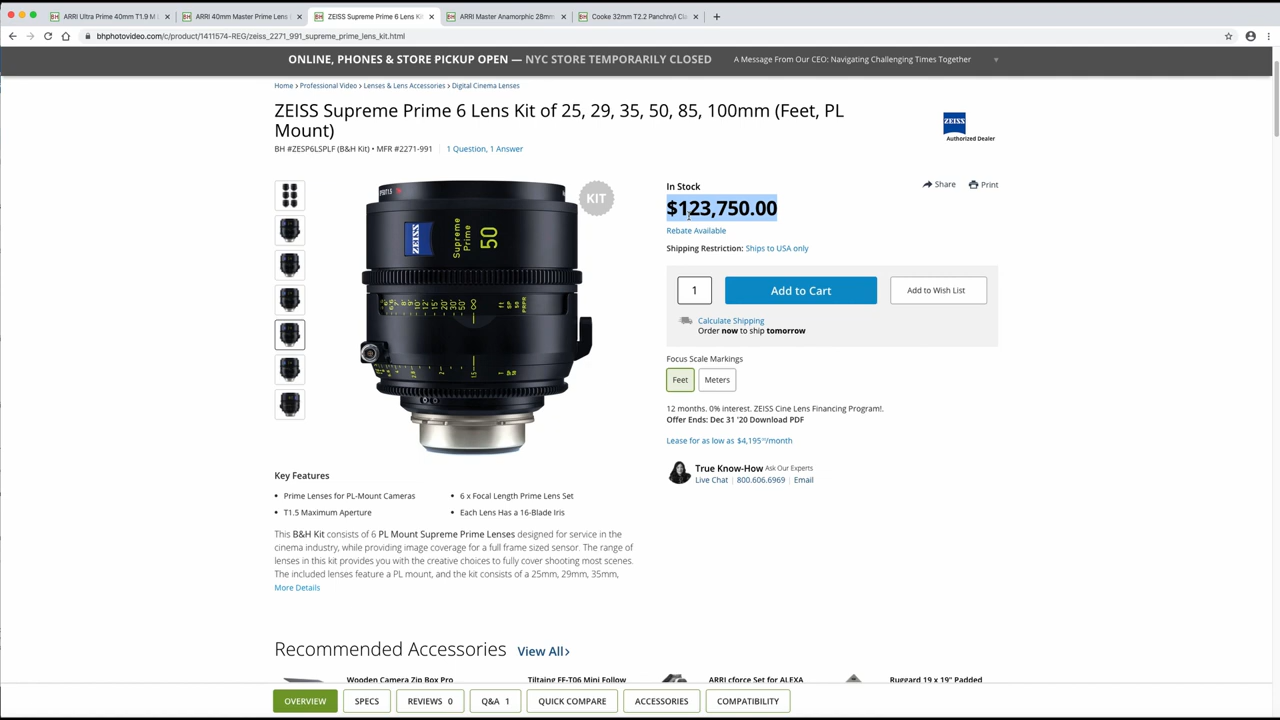 ARRI Ultra Prime 40mm T1.9 M L
ARRI 40mm Master Prime Lens (
ZEISS Supreme Prime 6 Lens Kit
ARRI Master Anamorphic 28mm
Cooke 32mm T2.2 Panchro/i Cl
bhphotovideo.com/c/product/1411574-REG/zeiss_2271_991_supreme_prime_lens_kit.html
ONLINE, PHONES & STORE PICKUP OPEN — NYC STORE TEMPORARILY CLOSED
A Message From Our CEO: Navigating Challenging Times Together
Home › Professional Video › Lenses & Lens Accessories › Digital Cinema Lenses
ZEISS Supreme Prime 6 Lens Kit of 25, 29, 35, 50, 85, 100mm (Feet, PL
Mount)
BH #ZESP6LSPLF (B&H Kit) • MFR #2271-991
1 Question, 1 Answer
ZEISS
Authorized Dealer
KIT
ZEISS
Supreme
Prime
50
In Stock
Share
Print
$123,750.00
Rebate Available
Shipping Restriction: Ships to USA only
1
Add to Cart
Add to Wish List
Calculate Shipping
Order now to ship tomorrow
Focus Scale Markings
Feet
Meters
12 months. 0% interest. ZEISS Cine Lens Financing Program!.
Offer Ends: Dec 31 '20 Download PDF
Lease for as low as $4,195**/month
True Know-How Ask Our Experts
Live Chat | 800.606.6969 | Email
Key Features
• Prime Lenses for PL-Mount Cameras
• 6 x Focal Length Prime Lens Set
• T1.5 Maximum Aperture
• Each Lens Has a 16-Blade Iris
This B&H Kit consists of 6 PL Mount Supreme Prime Lenses designed for service in the
cinema industry, while providing image coverage for a full frame sized sensor. The range of
lenses in this kit provides you with the creative choices to fully cover shooting most scenes.
The included lenses feature a PL mount, and the kit consists of a 25mm, 29mm, 35mm,
More Details
Recommended Accessories
View All›
Wooden Camera Zip Box Pro
Tiltaing FF-T06 Mini Follow
ARRI cforce Set for ALEXA
Ruggard 19 x 19" Padded
OVERVIEW
SPECS
REVIEWS 0
Q&A 1
QUICK COMPARE
ACCESSORIES
COMPATIBILITY